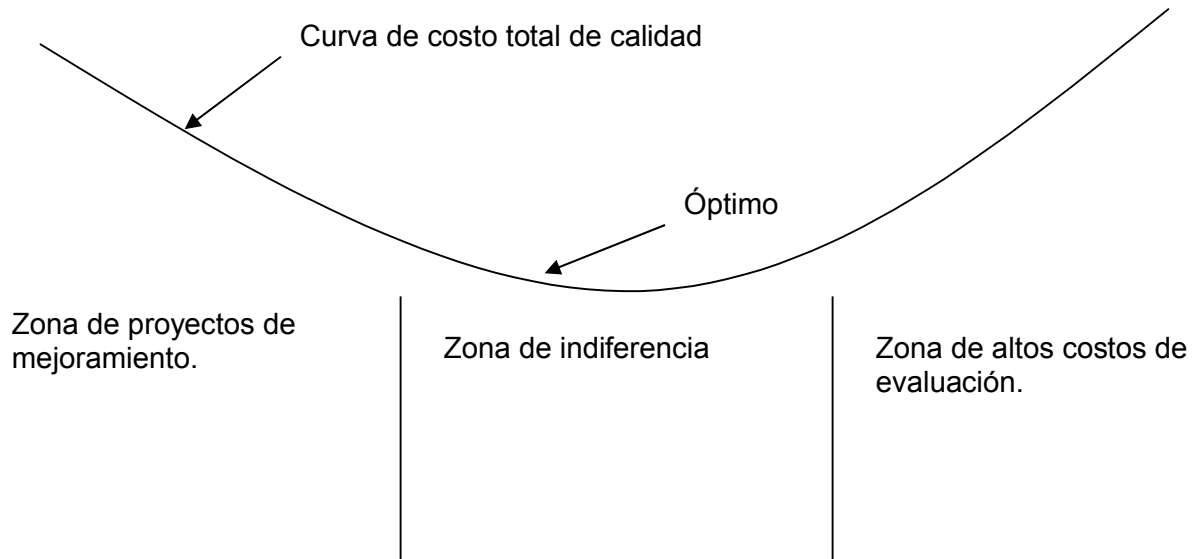 Curva de costo total de calidad
Óptimo
Zona de proyectos de
mejoramiento.
Zona de indiferencia
Zona de altos costos de
evaluación.